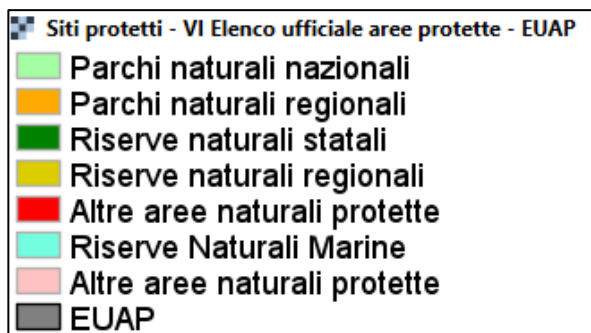 Siti protetti - VI Elenco ufficiale aree protette - EUAP
Parchi naturali nazionali
Parchi naturali regionali
Riserve naturali statali
Riserve naturali regionali
Altre aree naturali protette
Riserve Naturali Marine
Altre aree naturali protette
EUAP